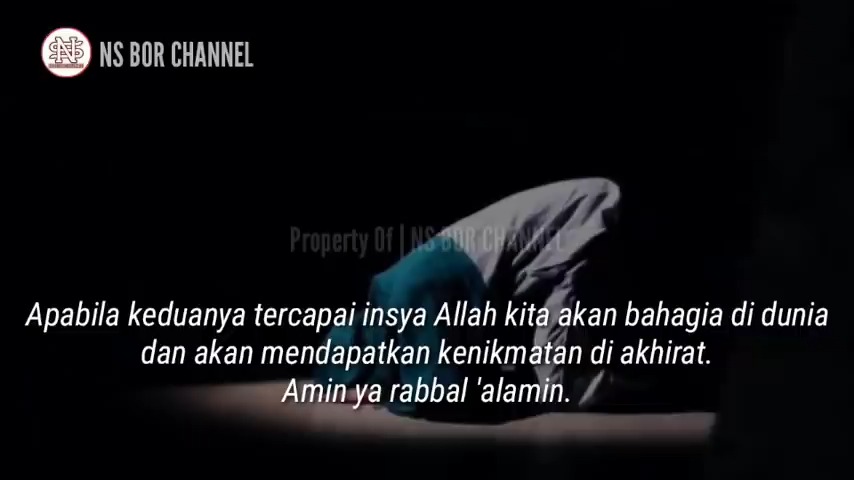 NS BOR CHANNEL
Property Of | NS BOR CHANNEL
Apabila keduanya tercapai insya Allah kita akan bahagia di dunia
dan akan mendapatkan kenikmatan di akhirat.
Amin ya rabbal 'alamin.